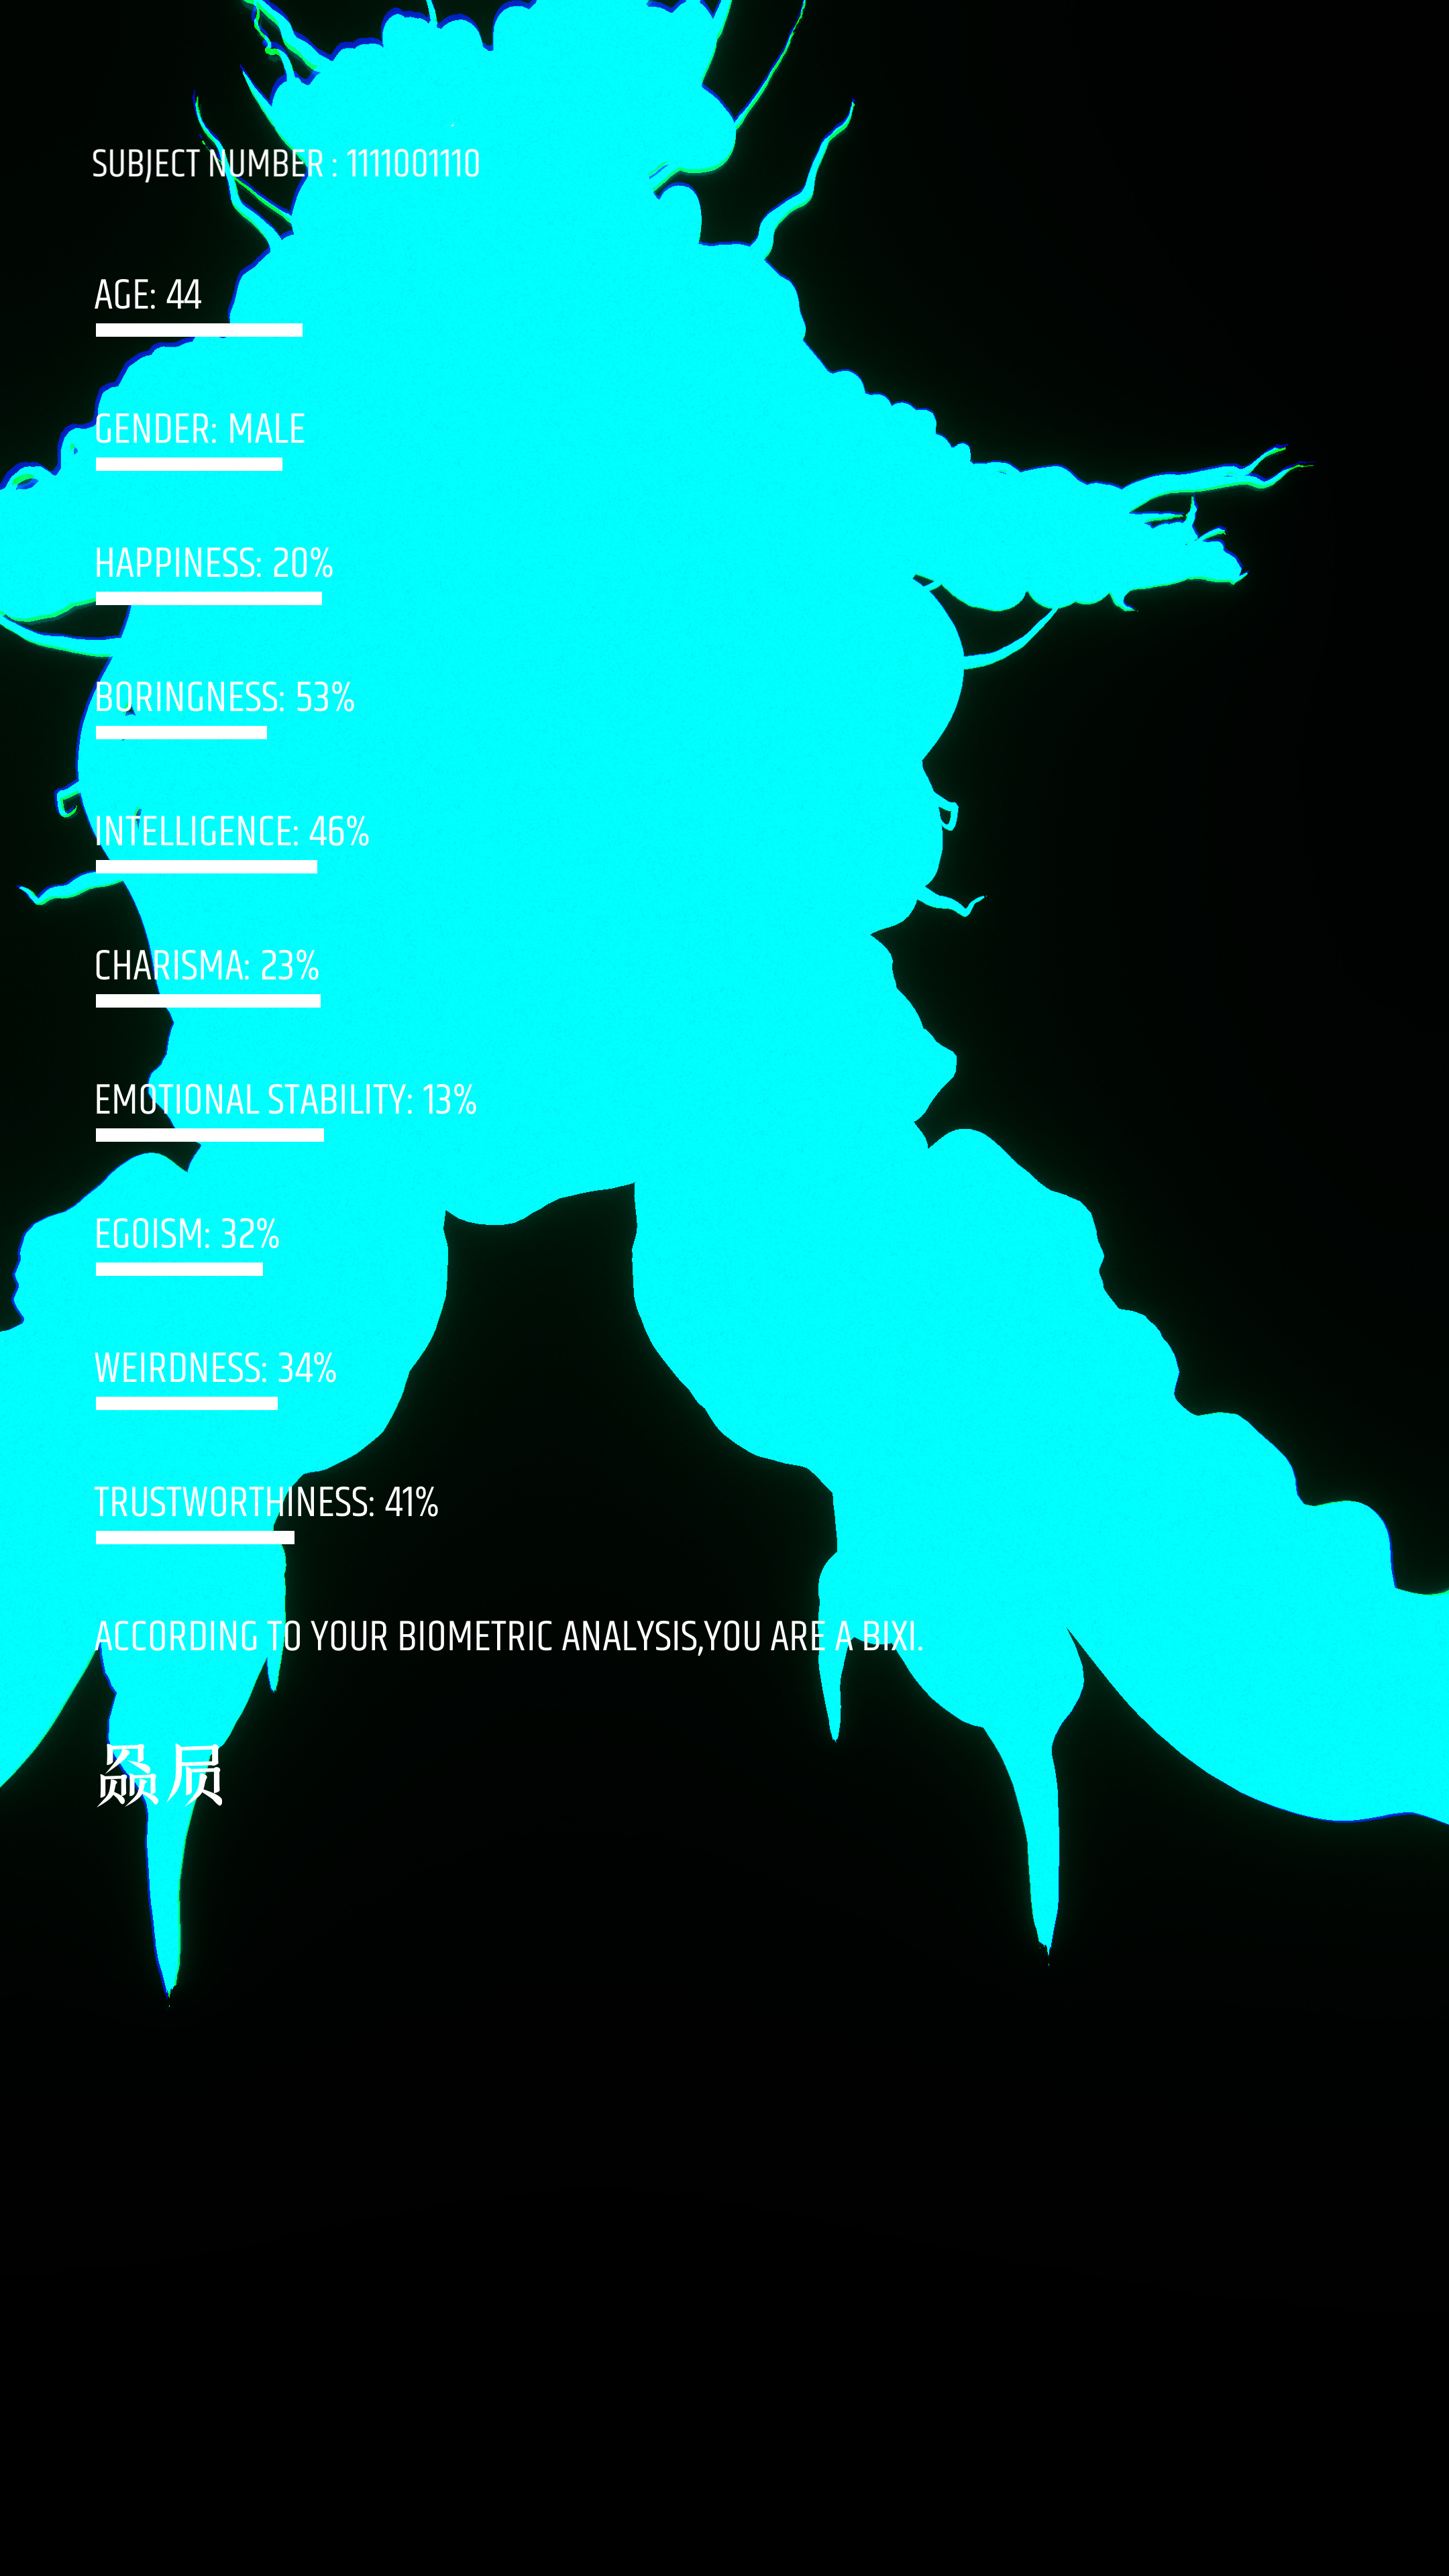 SUBJECT NUMBER : 1111001110
AGE: 44
GENDER: MALE
HAPPINESS: 20%
BORINGNESS: 53%
INTELLIGENCE: 46%
CHARISMA: 23%
EMOTIONAL STABILITY: 13%
EGOISM: 32%
WEIRDNESS: 34%
TRUSTWORTHINESS: 41%
ACCORDING TO YOUR BIOMETRIC ANALYSIS,YOU ARE A BIXI.
赑屃